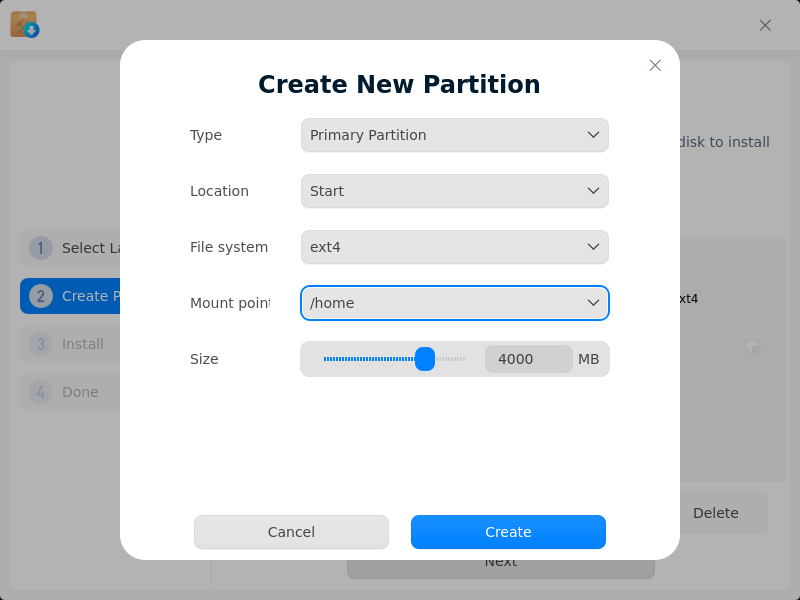 Create New Partition
Type
Primary Partition
disk to install
Location
Start
1 Select La
File system
ext4
2 Create P
Mount point
/home
xt4
3 Install
Size
4000 MB
4 Done
Delete
Cancel
Create
Next